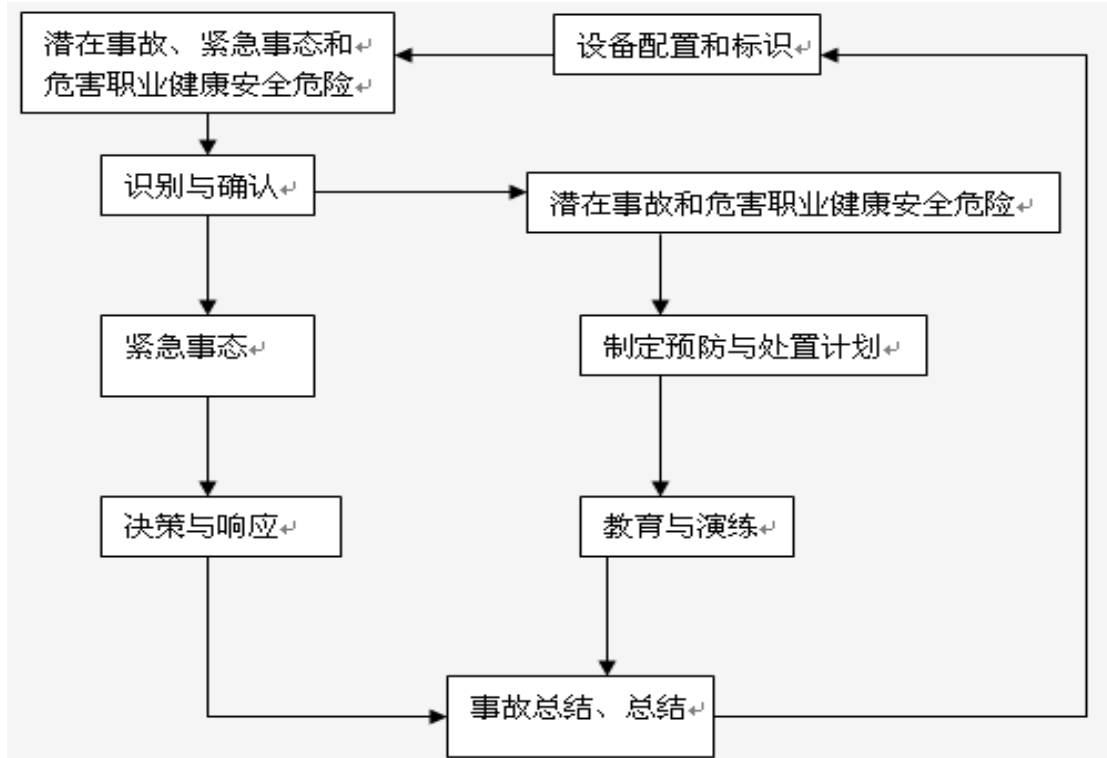 潜在事故、紧急事态和
危害职业健康安全危险
设备配置和标识
识别与确认
潜在事故和危害职业健康安全危险
紧急事态
制定预防与处置计划
决策与响应
教育与演练
事故总结、总结